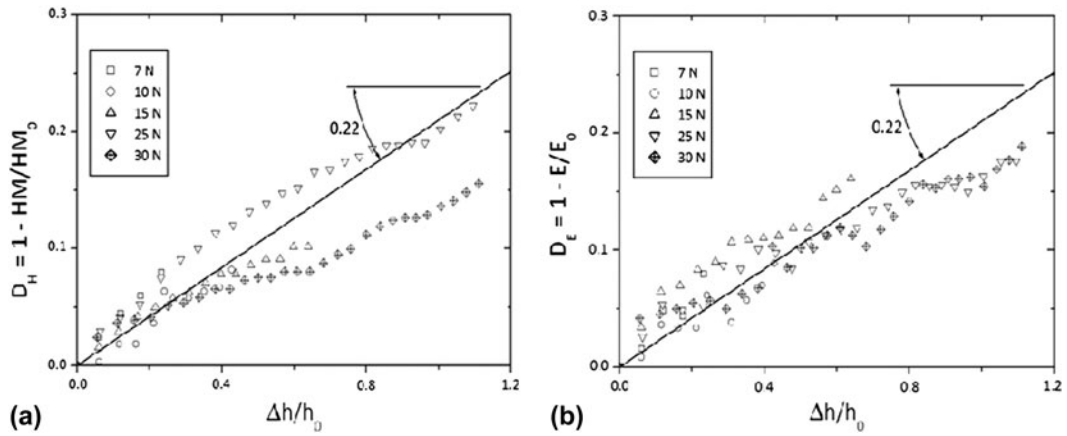 0.3
0.2
0.1
0.0
D_H = 1 - HM/HM_0
7 N
10 N
15 N
25 N
30 N
0.22
0.0 0.4 0.8 1.2
Δh/h_0
(a)
0.3
0.2
0.1
0.0
D_E = 1 - E/E_0
7 N
10 N
15 N
25 N
30 N
0.22
0.0 0.4 0.8 1.2
Δh/h_0
(b)